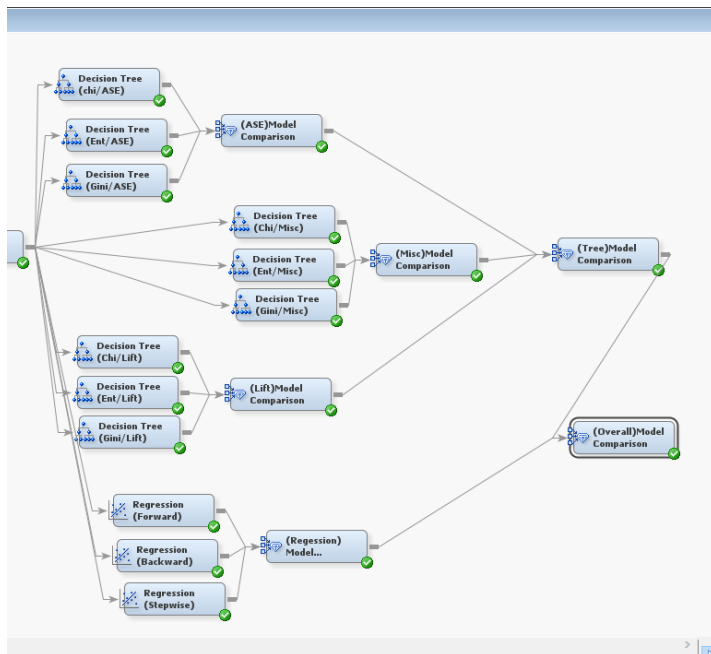 Decision Tree
(chi/ASE)
Decision Tree
(Ent/ASE)
Decision Tree
(Gini/ASE)
(ASE)Model
Comparison
Decision Tree
(Chi/Misc)
Decision Tree
(Ent/Misc)
Decision Tree
(Gini/Misc)
(Misc)Model
Comparison
(Tree)Model
Comparison
Decision Tree
(Chi/Lift)
Decision Tree
(Ent/Lift)
Decision Tree
(Gini/Lift)
(Lift)Model
Comparison
(Overall)Model
Comparison
Regression
(Forward)
Regression
(Backward)
Regression
(Stepwise)
(Regession)
Model...